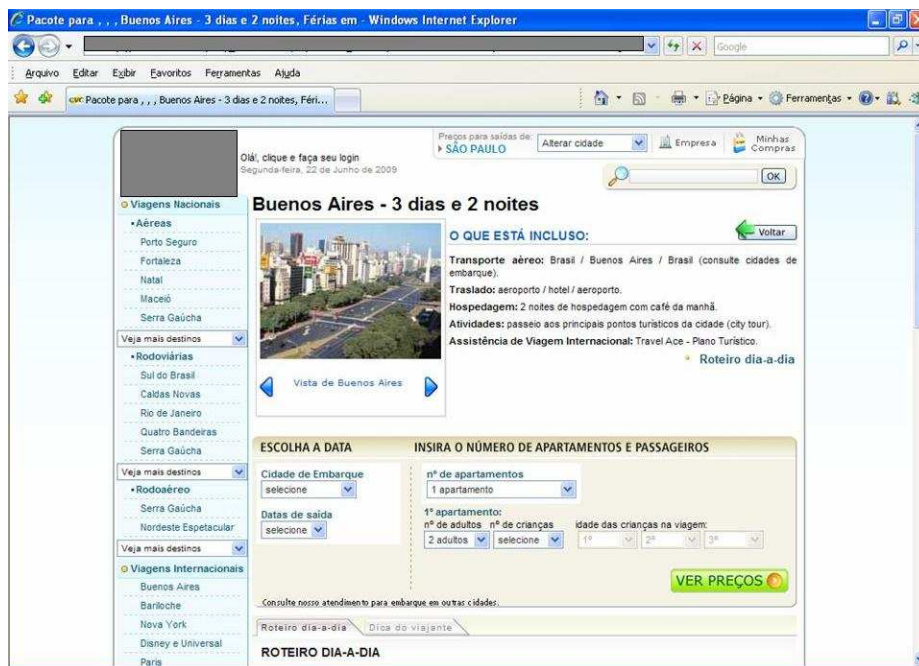 Pacote para , , , Buenos Aires - 3 dias e 2 noites, Férias em - Windows Internet Explorer
Google
Arquivo Editar Exibir Favoritos Ferramentas Ajuda
cvc Pacote para , , , Buenos Aires - 3 dias e 2 noites, Féri...
Página Ferramentas
Preços para saídas de:
SÃO PAULO
Alterar cidade
Empresa
Minhas
Compras
Olá!, clique e faça seu login
Segunda-feira, 22 de Junho de 2009
OK
Viagens Nacionais
Aéreas
Porto Seguro
Fortaleza
Natal
Maceió
Serra Gaúcha
Veja mais destinos
Rodoviárias
Sul do Brasil
Caldas Novas
Rio de Janeiro
Quatro Bandeiras
Serra Gaúcha
Veja mais destinos
Rodoaéreo
Serra Gaúcha
Nordeste Espetacular
Veja mais destinos
Viagens Internacionais
Buenos Aires
Bariloche
Nova York
Disney e Universal
Paris
Buenos Aires - 3 dias e 2 noites
Vista de Buenos Aires
O QUE ESTÁ INCLUSO:
Voltar
Transporte aéreo: Brasil / Buenos Aires / Brasil (consulte cidades de
embarque).
Traslado: aeroporto / hotel / aeroporto.
Hospedagem: 2 noites de hospedagem com café da manhã.
Atividades: passeio aos principais pontos turísticos da cidade (city tour).
Assistência de Viagem Internacional: Travel Ace - Plano Turístico.
Roteiro dia-a-dia
ESCOLHA A DATA
Cidade de Embarque
selecione
Datas de saída
selecione
INSIRA O NÚMERO DE APARTAMENTOS E PASSAGEIROS
nº de apartamentos
1 apartamento
1º apartamento:
nº de adultos nº de crianças idade das crianças na viagem:
2 adultos selecione 1º 2º 3º
VER PREÇOS
Consulte nosso atendimento para embarque em outras cidades.
Roteiro dia-a-dia Dica do viajante
ROTEIRO DIA-A-DIA